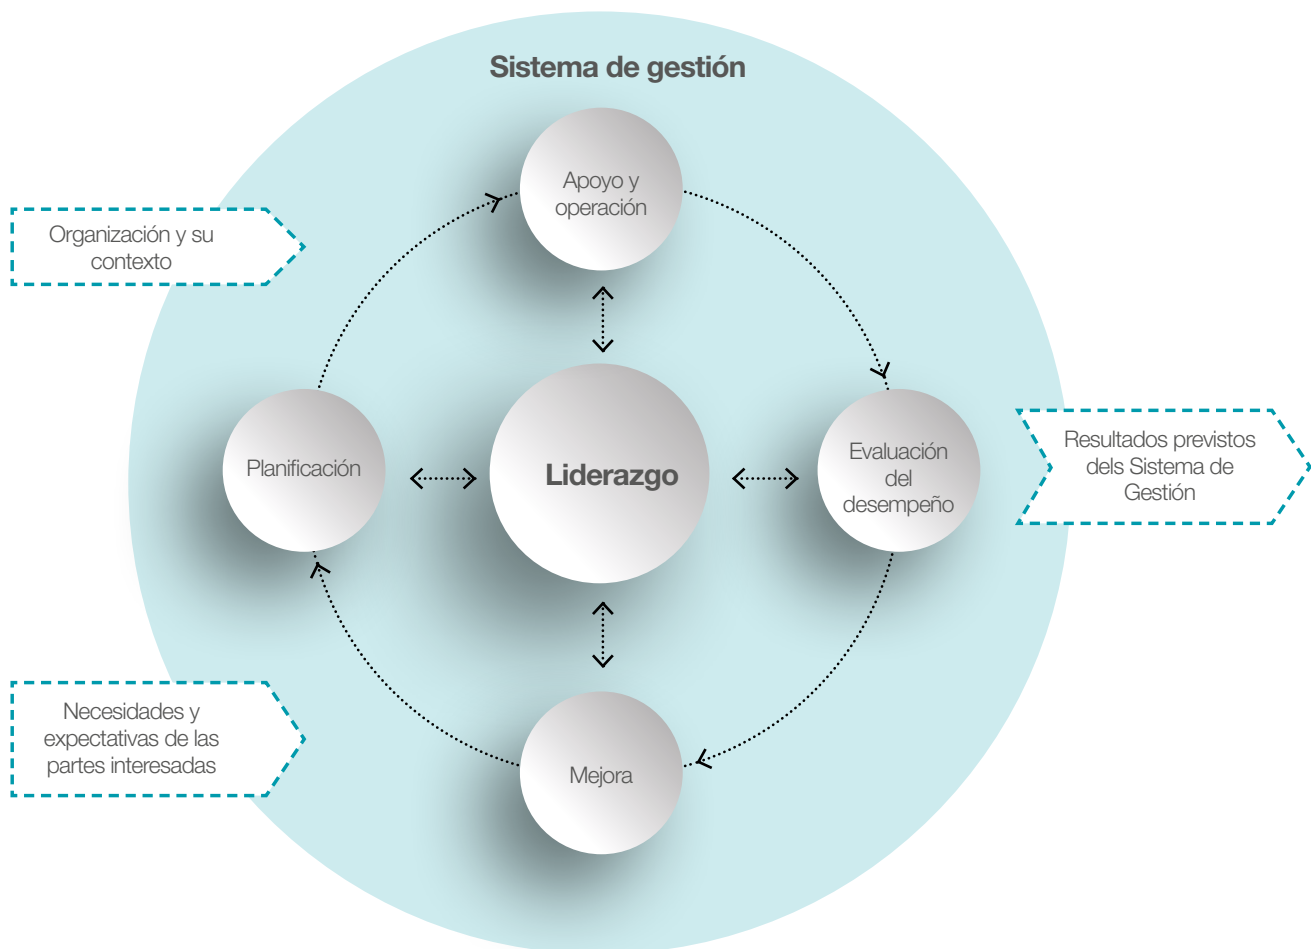 Sistema de gestión
Apoyo y
operación
Organización y su
contexto
Planificación
Liderazgo
Evaluación
del
desempeño
Resultados previstos
dels Sistema de
Gestión
Necesidades y
expectativas de las
partes interesadas
Mejora